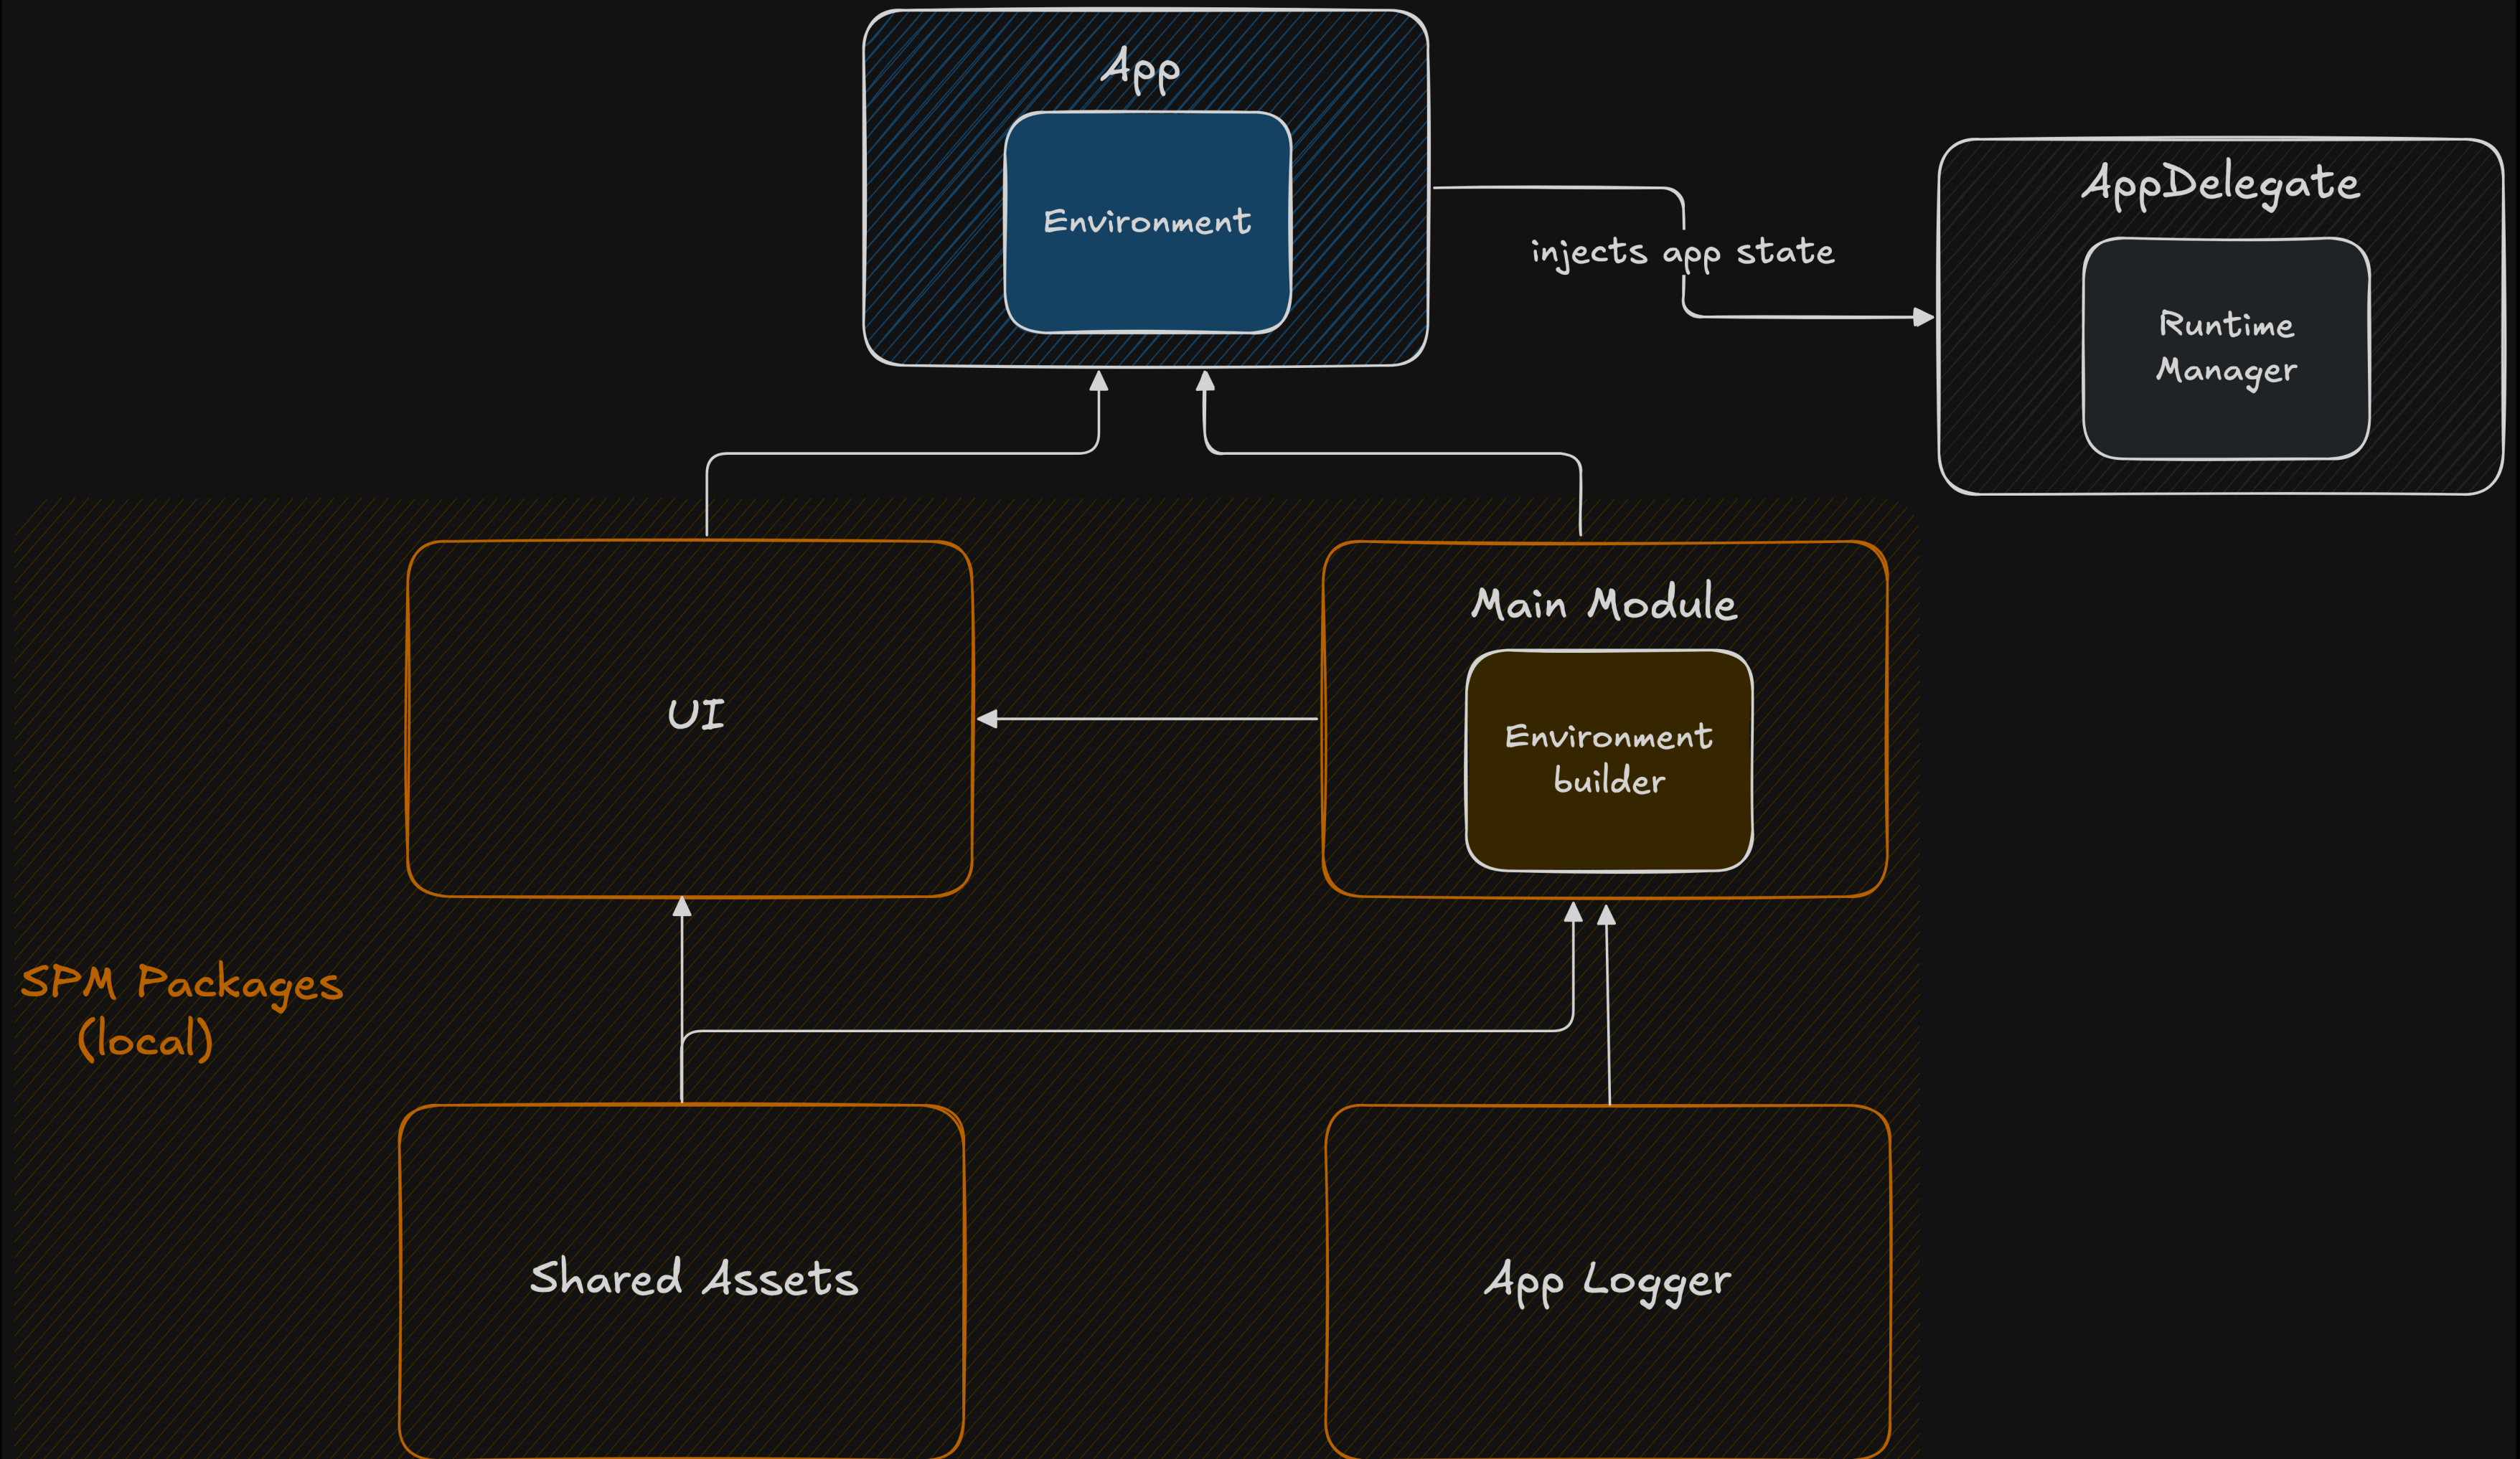 App
Environment
AppDelegate
injects app state
Runtime
Manager
Main Module
UI
Environment
builder
SPM Packages
(local)
Shared Assets
App Logger